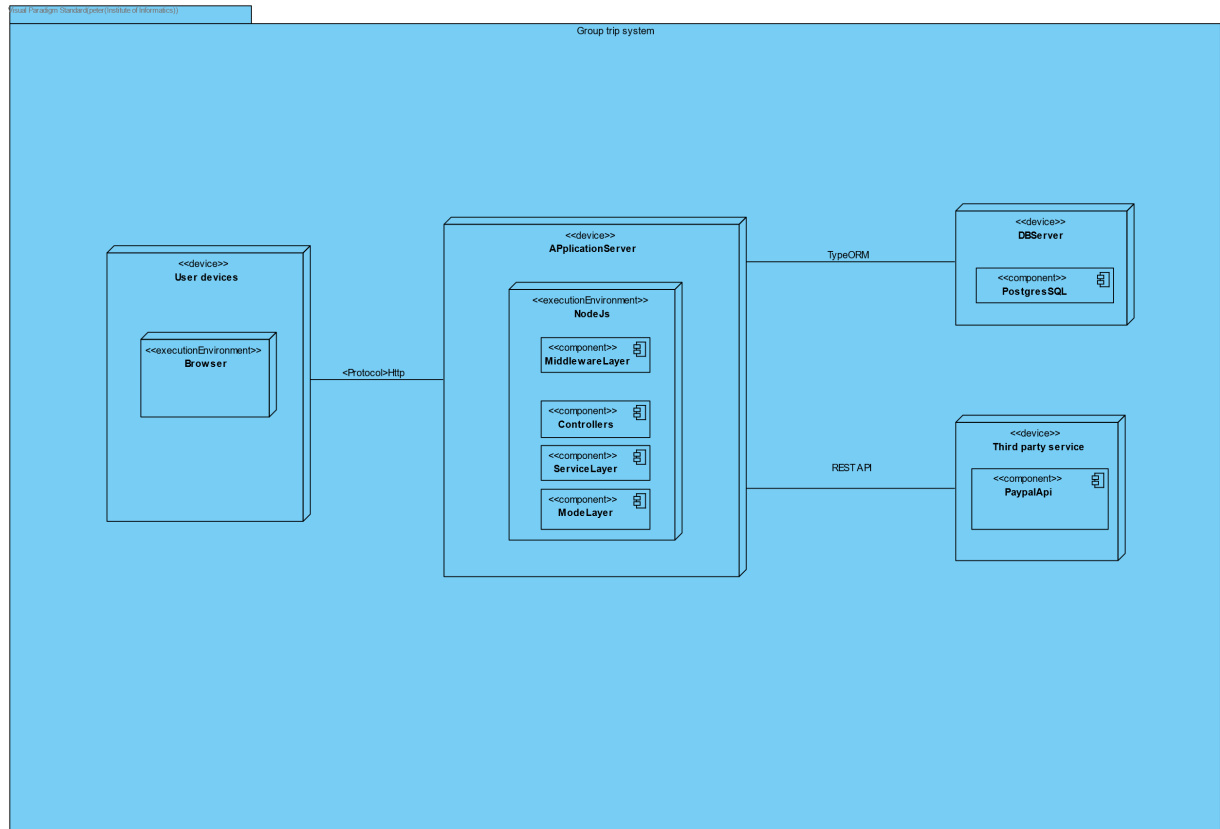 Visual Paradigm Standard(peter(Institute of Informatics))
Group trip system
<<device>>
User devices
<<executionEnvironment>>
Browser
<Protocol>Http
<<device>>
APplicationServer
<<executionEnvironment>>
NodeJs
<<component>>
MiddlewareLayer
<<component>>
Controllers
<<component>>
ServiceLayer
<<component>>
ModeLayer
TypeORM
<<device>>
DBServer
<<component>>
PostgresSQL
REST API
<<device>>
Third party service
<<component>>
PaypalApi